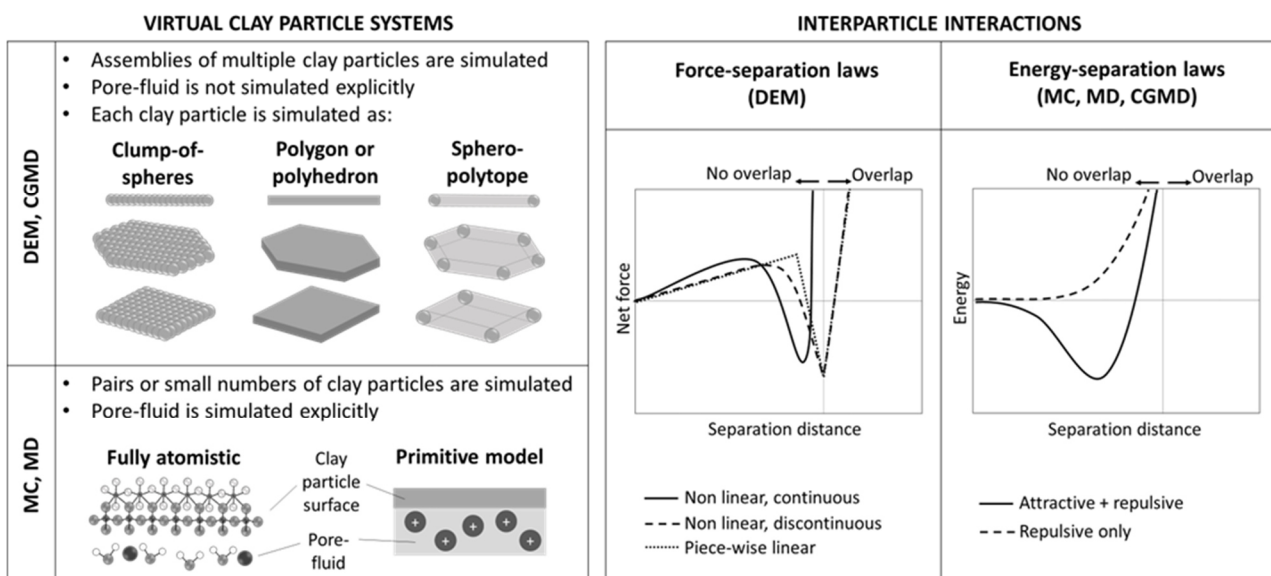 VIRTUAL CLAY PARTICLE SYSTEMS
DEM, CGMD
• Assemblies of multiple clay particles are simulated
• Pore-fluid is not simulated explicitly
• Each clay particle is simulated as:
Clump-of-
spheres
Polygon or
polyhedron
Sphero-
polytope
MC, MD
• Pairs or small numbers of clay particles are simulated
• Pore-fluid is simulated explicitly
Fully atomistic
Clay
particle
surface
Primitive model
+ + + + +
Pore-
fluid
INTERPARTICLE INTERACTIONS
Force-separation laws
(DEM)
No overlap
Overlap
Net force
Separation distance
Non linear, continuous
Non linear, discontinuous
Piece-wise linear
Energy-separation laws
(MC, MD, CGMD)
No overlap
Overlap
Energy
Separation distance
Attractive + repulsive
Repulsive only